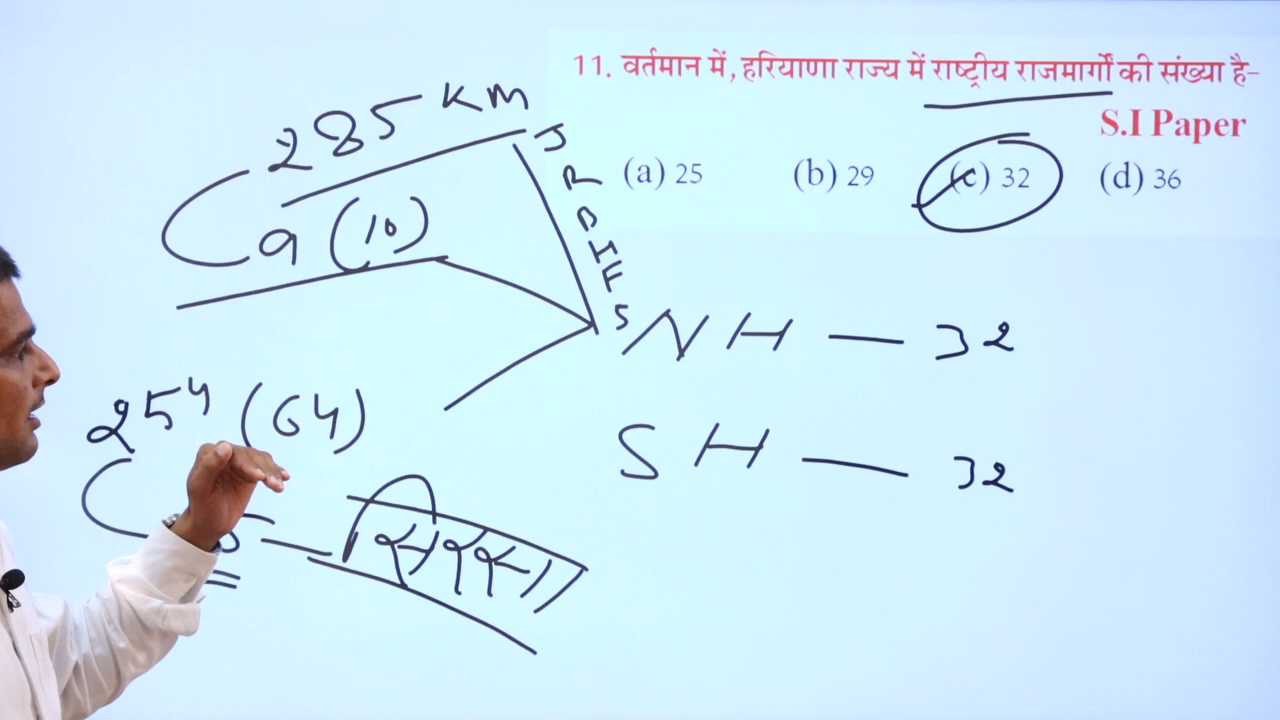 11. वर्तमान में, हरियाणा राज्य में राष्ट्रीय राजमार्गों की संख्या है-
S.I Paper
(a) 25 (b) 29 (c) 32 (d) 36
285 KM
9 (10)
J
R
B
I
F
S
NH — 32
254 (64)
SH — 32
सिरसा